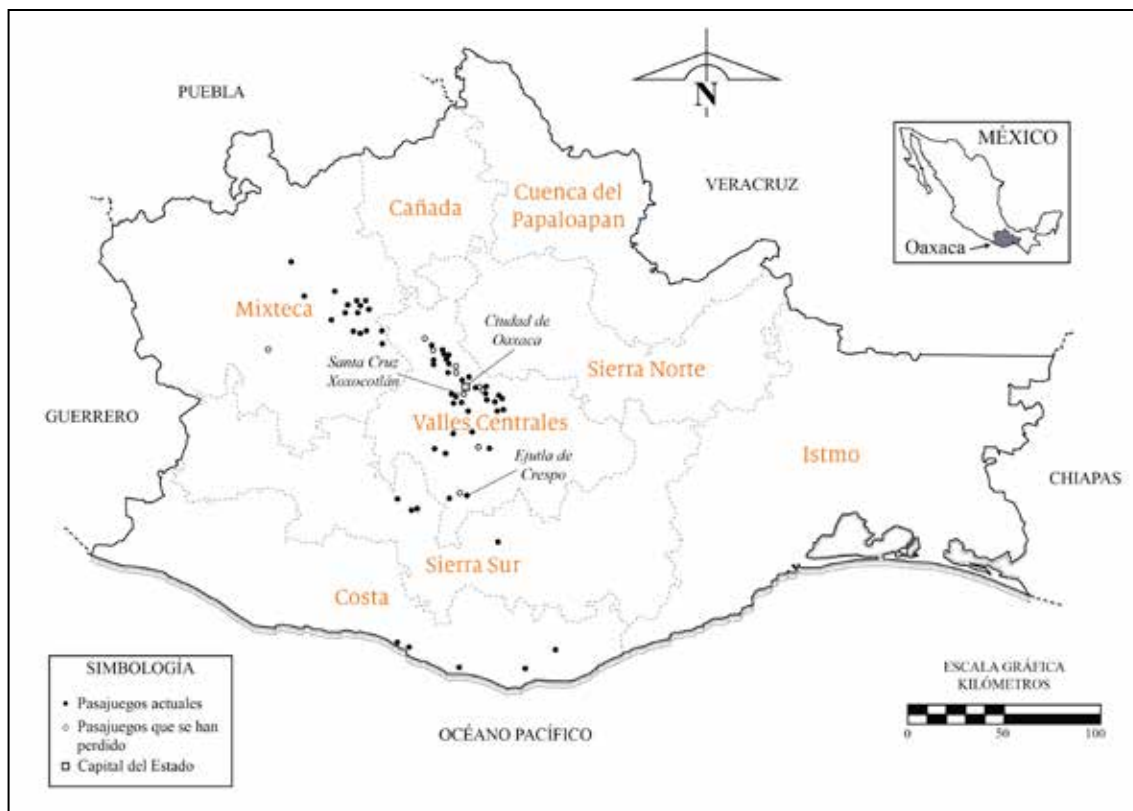 PUEBLA
N
MÉXICO
Oaxaca
VERACRUZ
Cuenca del
Papaloapan
Cañada
Mixteca
Ciudad de
Oaxaca
Santa Cruz
Xoxocotlán
Sierra Norte
GUERRERO
Valles Centrales
Istmo
Ejutla de
Crespo
CHIAPAS
Sierra Sur
Costa
SIMBOLOGÍA
Pasajuegos actuales
Pasajuegos que se han
perdido
Capital del Estado
OCÉANO PACÍFICO
ESCALA GRÁFICA
KILÓMETROS
0 50 100